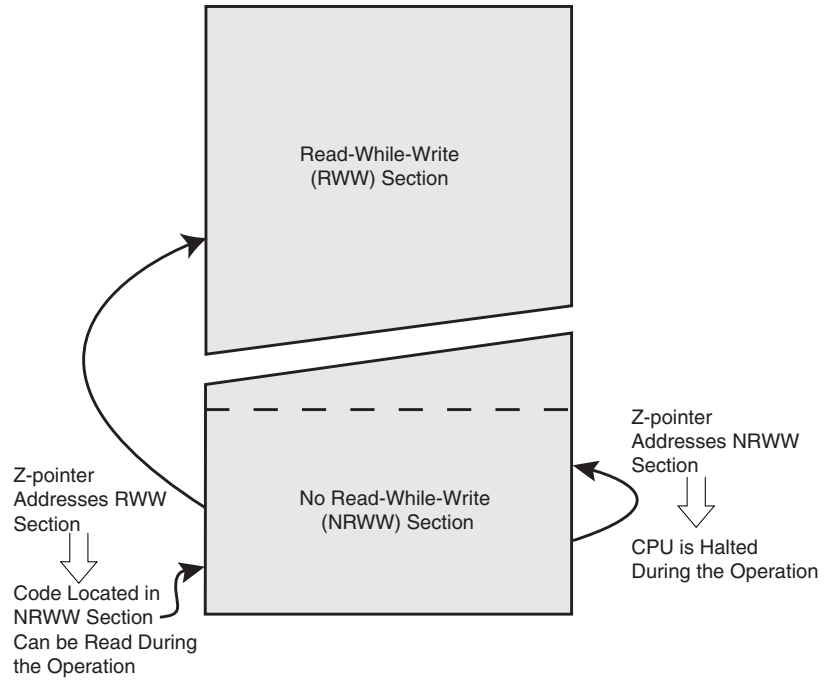 Read-While-Write
(RWW) Section
Z-pointer
Addresses RWW
Section
Code Located in
NRWW Section
Can be Read During
the Operation
No Read-While-Write
(NRWW) Section
Z-pointer
Addresses NRWW
Section
CPU is Halted
During the Operation